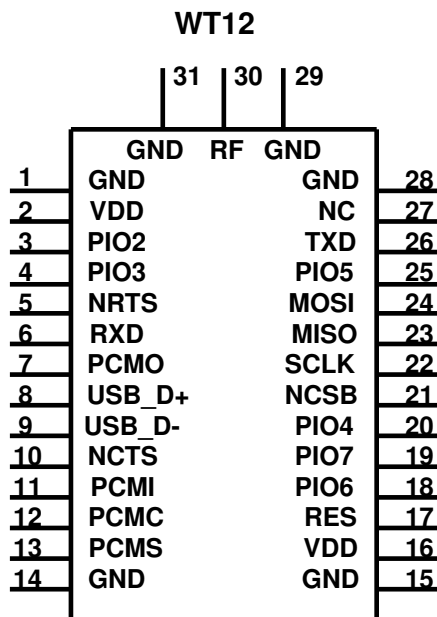 WT12
31 30 29
GND RF GND
1 GND GND 28
2 VDD NC 27
3 PIO2 TXD 26
4 PIO3 PIO5 25
5 NRTS MOSI 24
6 RXD MISO 23
7 PCMO SCLK 22
8 USB_D+ NCSB 21
9 USB_D- PIO4 20
10 NCTS PIO7 19
11 PCMI PIO6 18
12 PCMC RES 17
13 PCMS VDD 16
14 GND GND 15